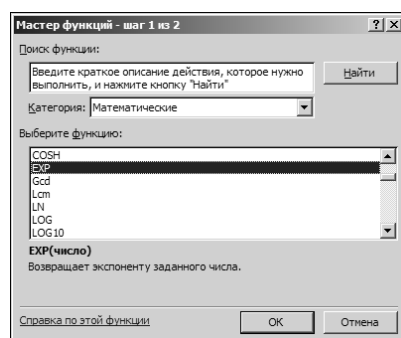 Мастер функций - шаг 1 из 2
Поиск функции:
Введите краткое описание действия, которое нужно
выполнить, и нажмите кнопку "Найти"
Найти
Категория: Математические
Выберите функцию:
COSH
EXP
Gcd
Lcm
LN
LOG
LOG10
EXP(число)
Возвращает экспоненту заданного числа.
Справка по этой функции
ОК
Отмена